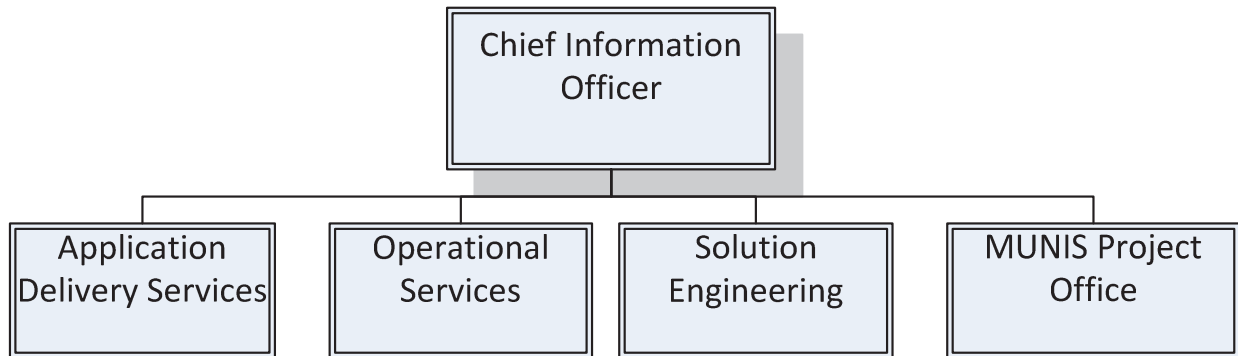 Chief Information
Officer
Application
Delivery Services
Operational
Services
Solution
Engineering
MUNIS Project
Office